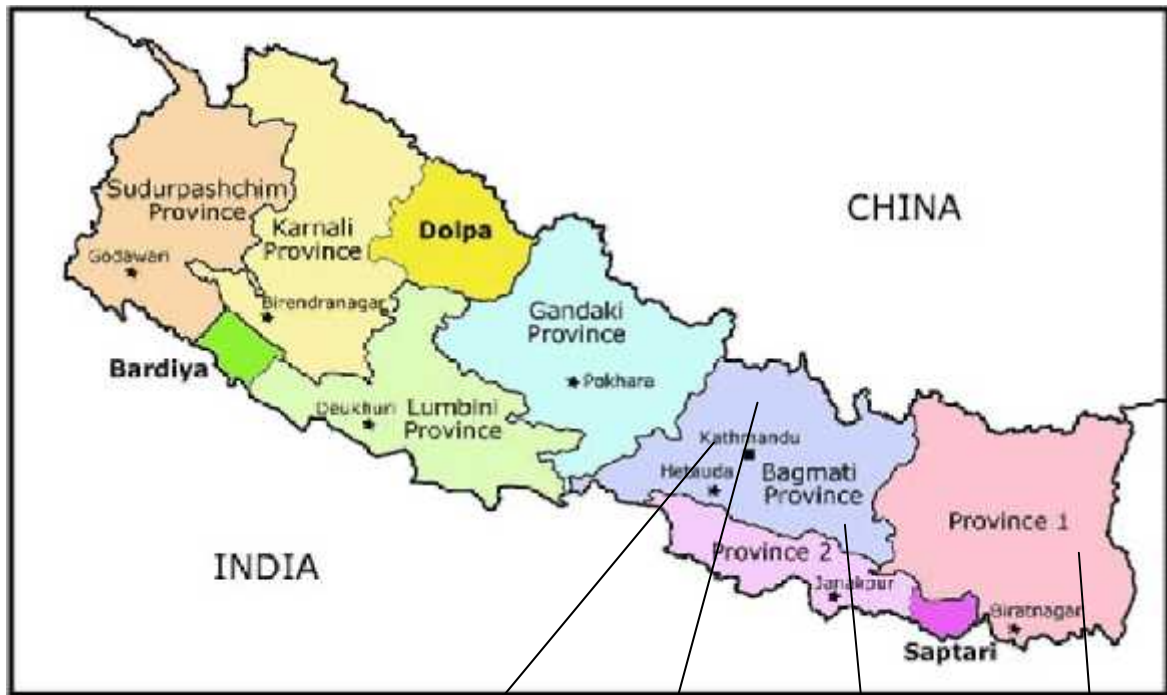 Sudurpashchim
Province
Godawari
Karnali
Province
Birendranagar
Dolpa
CHINA
Gandaki
Province
Pokhara
Bardiya
Deukhuri
Lumbini
Province
Kathmandu
Hetauda
Bagmati
Province
Province 1
INDIA
Province 2
Janakpur
Biratnagar
Saptari